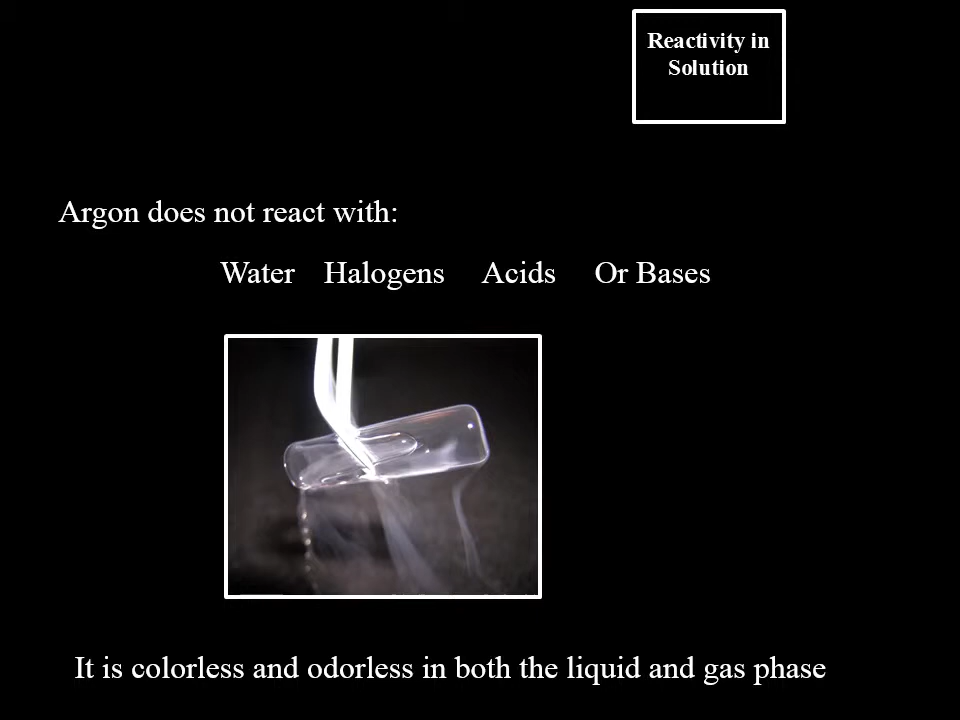 Reactivity in
Solution
Argon does not react with:
Water Halogens Acids Or Bases
It is colorless and odorless in both the liquid and gas phase